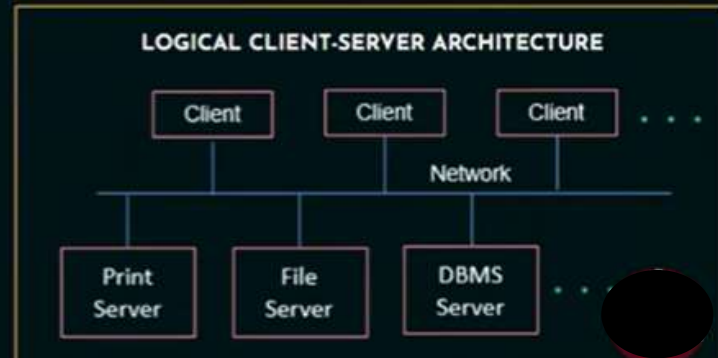 LOGICAL CLIENT-SERVER ARCHITECTURE
Client
Client
Client
Network
Print
Server
File
Server
DBMS
Server